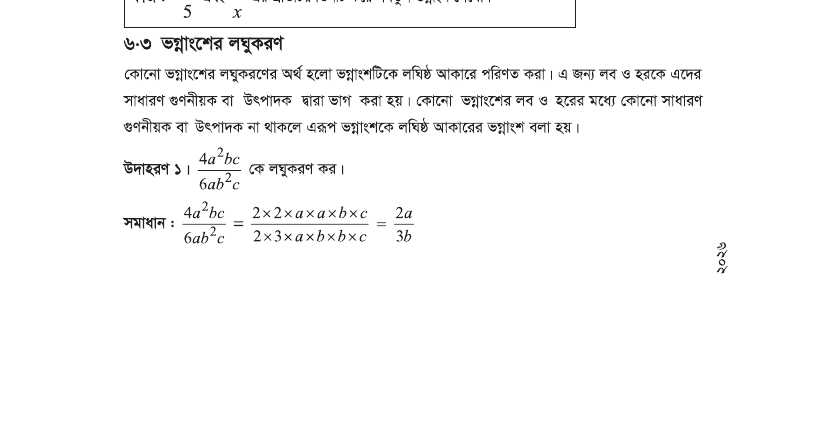 5 x
৬.৩ ভগ্নাংশের লঘুকরণ
কোনো ভগ্নাংশের লঘুকরণের অর্থ হলো ভগ্নাংশটিকে লঘিষ্ঠ আকারে পরিণত করা। এ জন্য লব ও হরকে এদের
সাধারণ গুণনীয়ক বা উৎপাদক দ্বারা ভাগ করা হয়। কোনো ভগ্নাংশের লব ও হরের মধ্যে কোনো সাধারণ
গুণনীয়ক বা উৎপাদক না থাকলে এরূপ ভগ্নাংশকে লঘিষ্ঠ আকারের ভগ্নাংশ বলা হয়।
উদাহরণ ১। 4a²bc/6ab²c কে লঘুকরণ কর।
সমাধান : 4a²bc/6ab²c = 2×2×a×a×b×c/2×3×a×b×b×c = 2a/3b